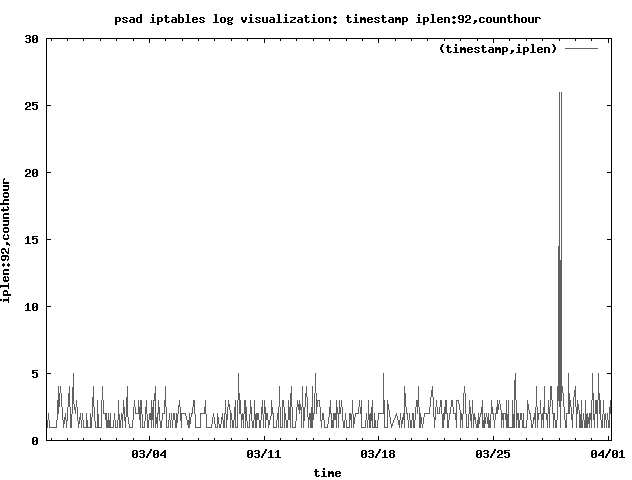 psad iptables log visualization: timestamp iplen:92,counthour
(timestamp,iplen)
30
25
20
15
10
5
0
iplen:92,counthour
03/04 03/11 03/18 03/25 04/01
time